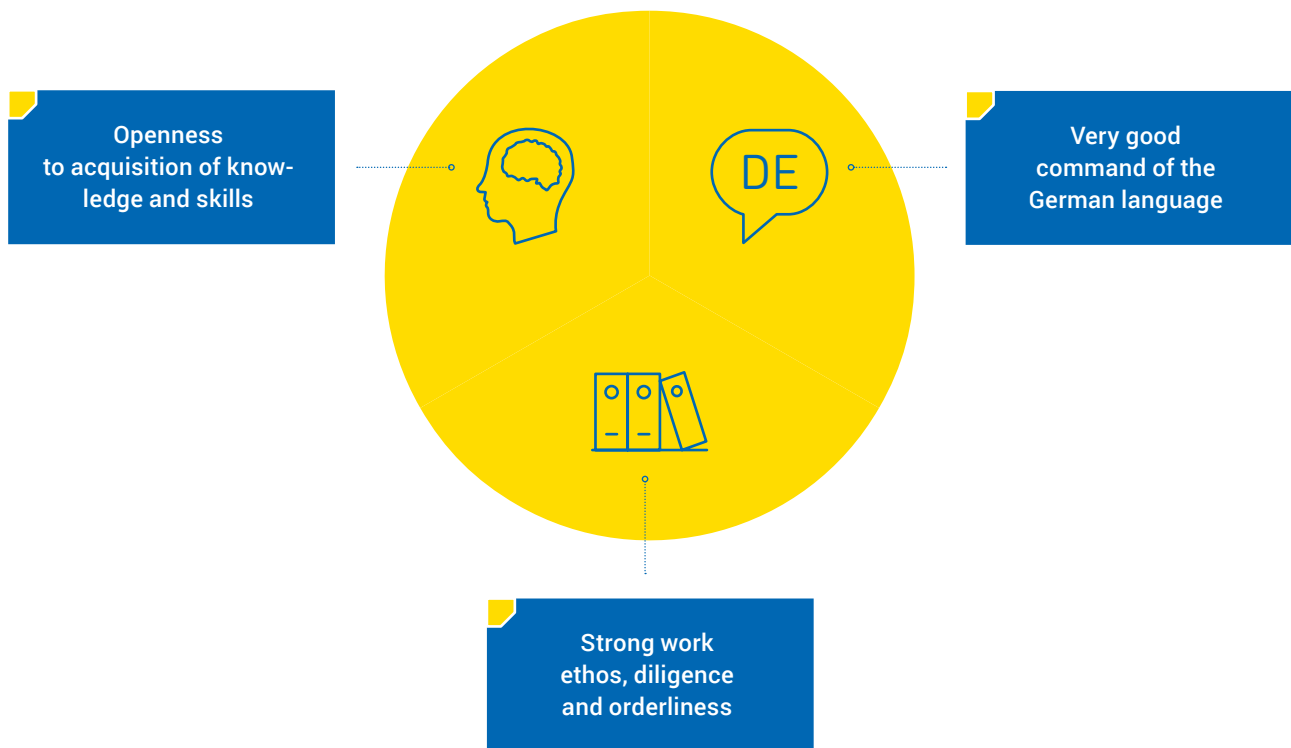 Openness
to acquisition of know-
ledge and skills
DE
Very good
command of the
German language
Strong work
ethos, diligence
and orderliness